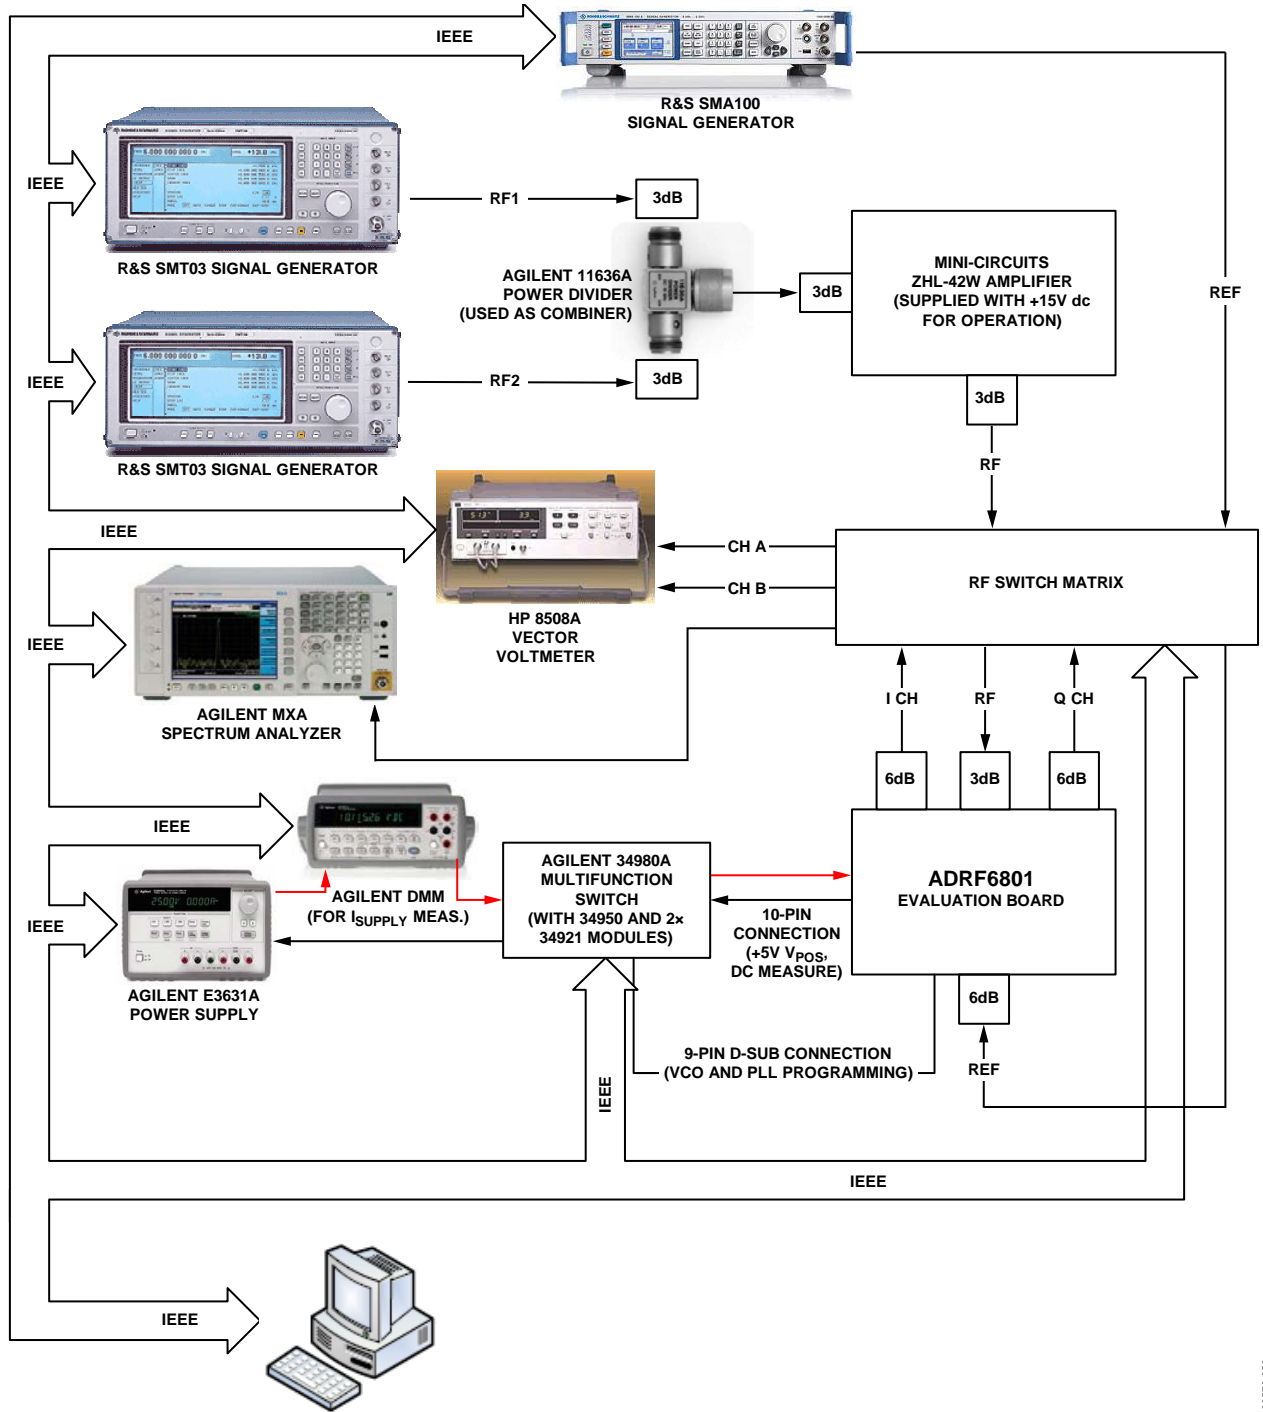 IEEE
R&S SMA100
SIGNAL GENERATOR
IEEE
R&S SMT03 SIGNAL GENERATOR
RF1
3dB
AGILENT 11636A
POWER DIVIDER
(USED AS COMBINER)
3dB
MINI-CIRCUITS
ZHL-42W AMPLIFIER
(SUPPLIED WITH +15V dc
FOR OPERATION)
REF
IEEE
R&S SMT03 SIGNAL GENERATOR
RF2
3dB
3dB
RF
IEEE
HP 8508A
VECTOR
VOLTMETER
CH A
CH B
RF SWITCH MATRIX
IEEE
AGILENT MXA
SPECTRUM ANALYZER
I CH
RF
Q CH
6dB
3dB
6dB
IEEE
AGILENT DMM
(FOR ISUPPLY MEAS.)
AGILENT 34980A
MULTIFUNCTION
SWITCH
(WITH 34950 AND 2×
34921 MODULES)
ADRF6801
EVALUATION BOARD
10-PIN
CONNECTION
(+5V VPOS,
DC MEASURE)
IEEE
AGILENT E3631A
POWER SUPPLY
6dB
9-PIN D-SUB CONNECTION
(VCO AND PLL PROGRAMMING)
REF
IEEE
IEEE
IEEE